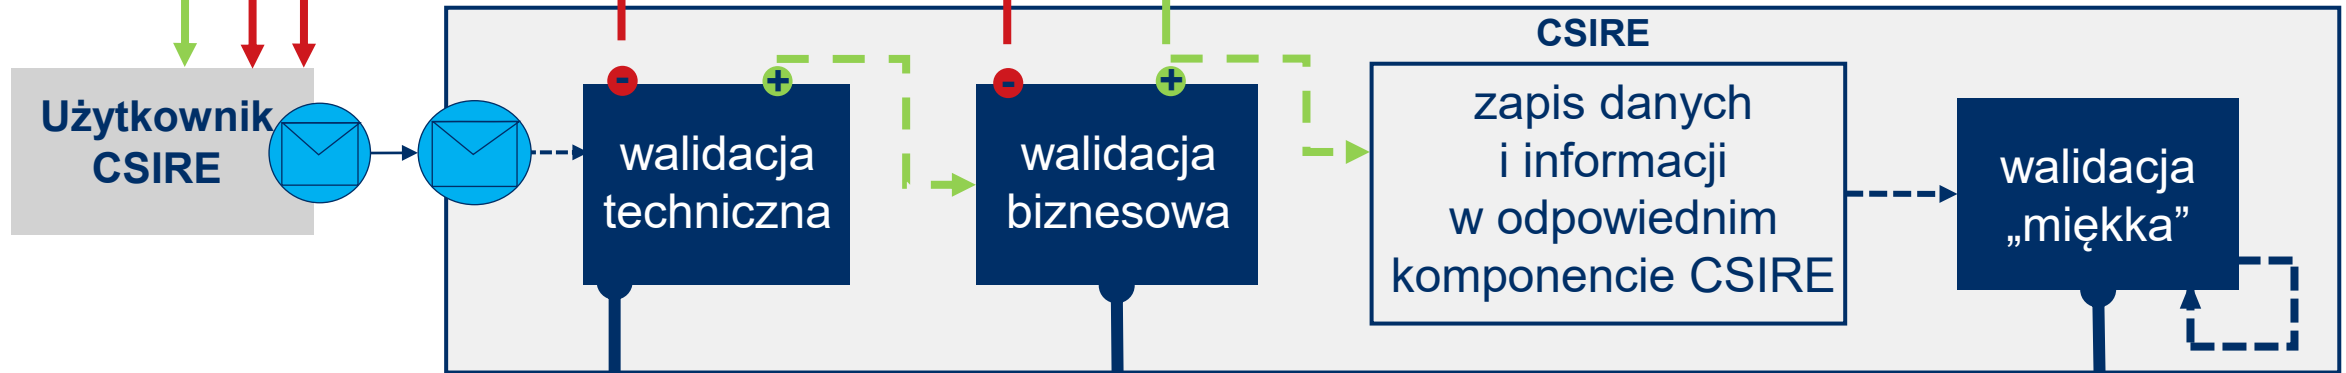 CSIRE
Użytkownik
CSIRE
-
+
walidacja
techniczna
-
+
walidacja
biznesowa
zapis danych
i informacji
w odpowiednim
komponencie CSIRE
walidacja
„miękka”